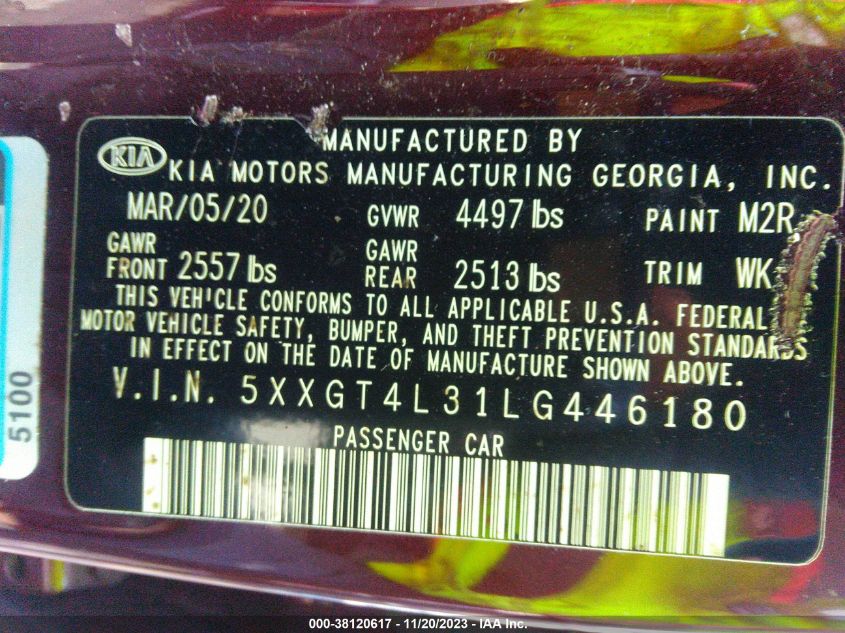 MANUFACTURED BY
KIA KIA MOTORS MANUFACTURING GEORGIA, INC.
MAR/05/20 GVWR 4497 lbs PAINT M2R
GAWR FRONT 2557 lbs GAWR REAR 2513 lbs TRIM WK
THIS VEHICLE CONFORMS TO ALL APPLICABLE U.S.A. FEDERAL
MOTOR VEHICLE SAFETY, BUMPER, AND THEFT PREVENTION STANDARDS
IN EFFECT ON THE DATE OF MANUFACTURE SHOWN ABOVE.
V.I.N. 5XXGT4L31LG446180
PASSENGER CAR
5100
000-38120617 - 11/20/2023 - IAA Inc.